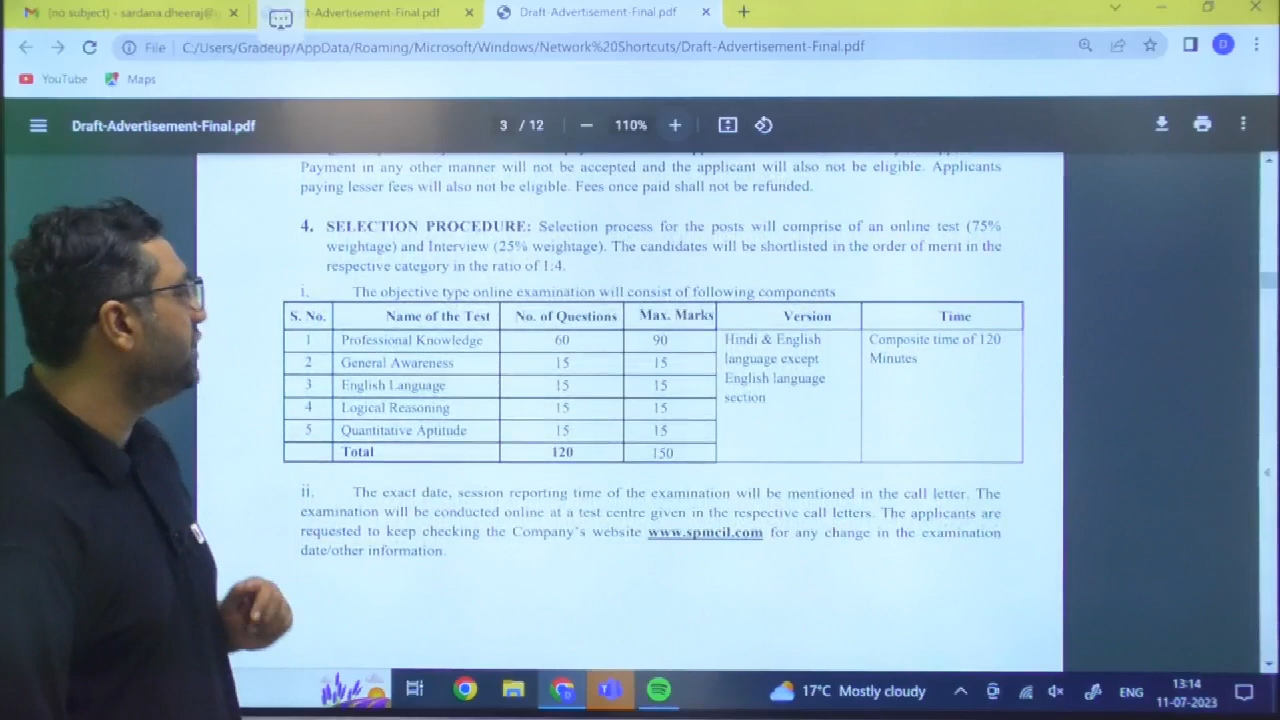 (no subject) - sardana.dheeraj@
t-Advertisement-Final.pdf
Draft-Advertisement-Final.pdf
File C:/Users/Gradeup/AppData/Roaming/Microsoft/Windows/Network%20Shortcuts/Draft-Advertisement-Final.pdf
D
YouTube Maps
Draft-Advertisement-Final.pdf 3 / 12 110%
Payment in any other manner will not be accepted and the applicant will also not be eligible. Applicants
paying lesser fees will also not be eligible. Fees once paid shall not be refunded.
4. SELECTION PROCEDURE: Selection process for the posts will comprise of an online test (75%
weightage) and Interview (25% weightage). The candidates will be shortlisted in the order of merit in the
respective category in the ratio of 1:4.
i. The objective type online examination will consist of following components
S. No. Name of the Test No. of Questions Max. Marks Version Time
1 Professional Knowledge 60 90 Hindi & English Composite time of 120
language except Minutes
2 General Awareness 15 15
English language
3 English Language 15 15
section
4 Logical Reasoning 15 15
5 Quantitative Aptitude 15 15
Total 120 150
ii. The exact date, session reporting time of the examination will be mentioned in the call letter. The
examination will be conducted online at a test centre given in the respective call letters. The applicants are
requested to keep checking the Company's website www.spmcil.com for any change in the examination
date/other information.
17°C Mostly cloudy ENG 13:14
11-07-2023